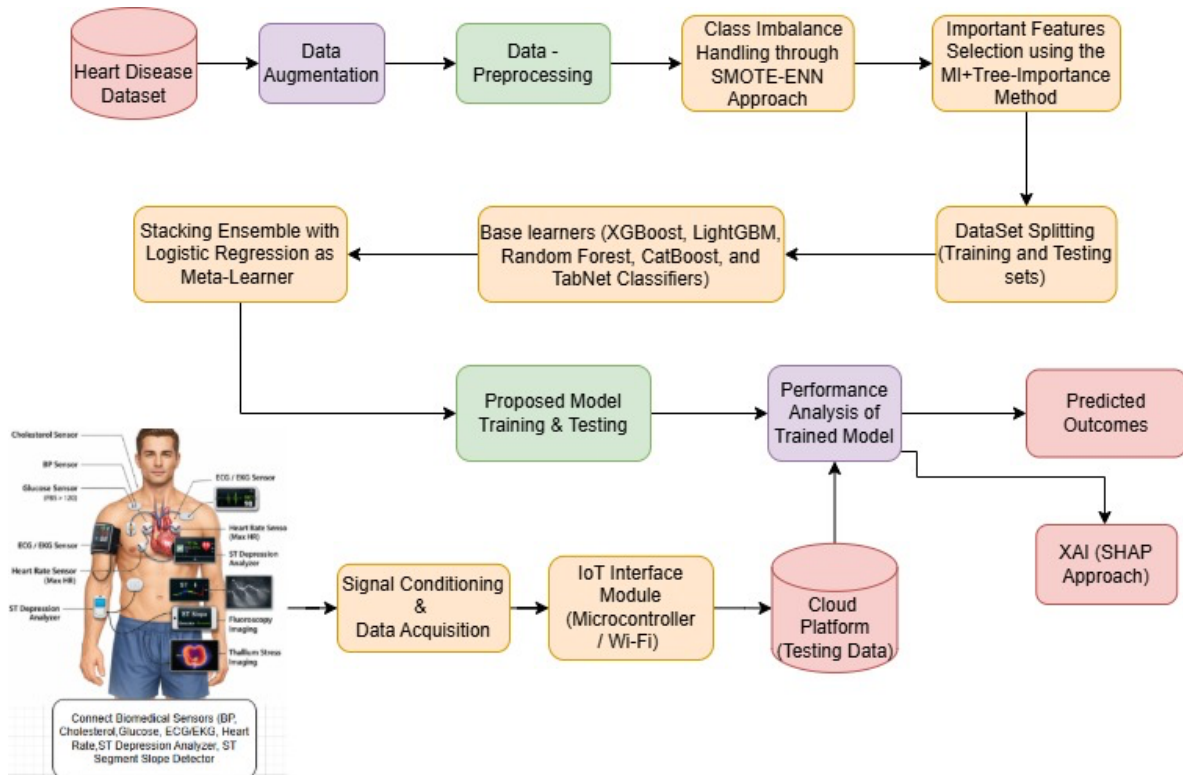 Heart Disease
Dataset
Data
Augmentation
Data -
Preprocessing
Class Imbalance
Handling through
SMOTE-ENN
Approach
Important Features
Selection using the
MI+Tree-Importance
Method
Stacking Ensemble with
Logistic Regression as
Meta-Learner
Base learners (XGBoost, LightGBM,
Random Forest, CatBoost, and
TabNet Classifiers)
DataSet Splitting
(Training and Testing
sets)
Proposed Model
Training & Testing
Performance
Analysis of
Trained Model
Predicted
Outcomes
XAI (SHAP
Approach)
Cholesterol Sensor
BP Sensor
Glucose Sensor
(FBS > 120)
ECG / EKG Sensor
Heart Rate Sensor
(Max HR)
ST Depression
Analyzer
ECG / EKG Sensor
Heart Rate Senso
(Max HR)
ST Depression
Analyzer
ST Slope
Fluoroscopy
Imaging
Thallium Stress
Imaging
Connect Biomedical Sensors (BP,
Cholesterol,Glucose, ECG/EKG, Heart
Rate,ST Depression Analyzer, ST
Segment Slope Detector
Signal Conditioning
&
Data Acquisition
IoT Interface
Module
(Microcontroller
/ Wi-Fi)
Cloud
Platform
(Testing Data)